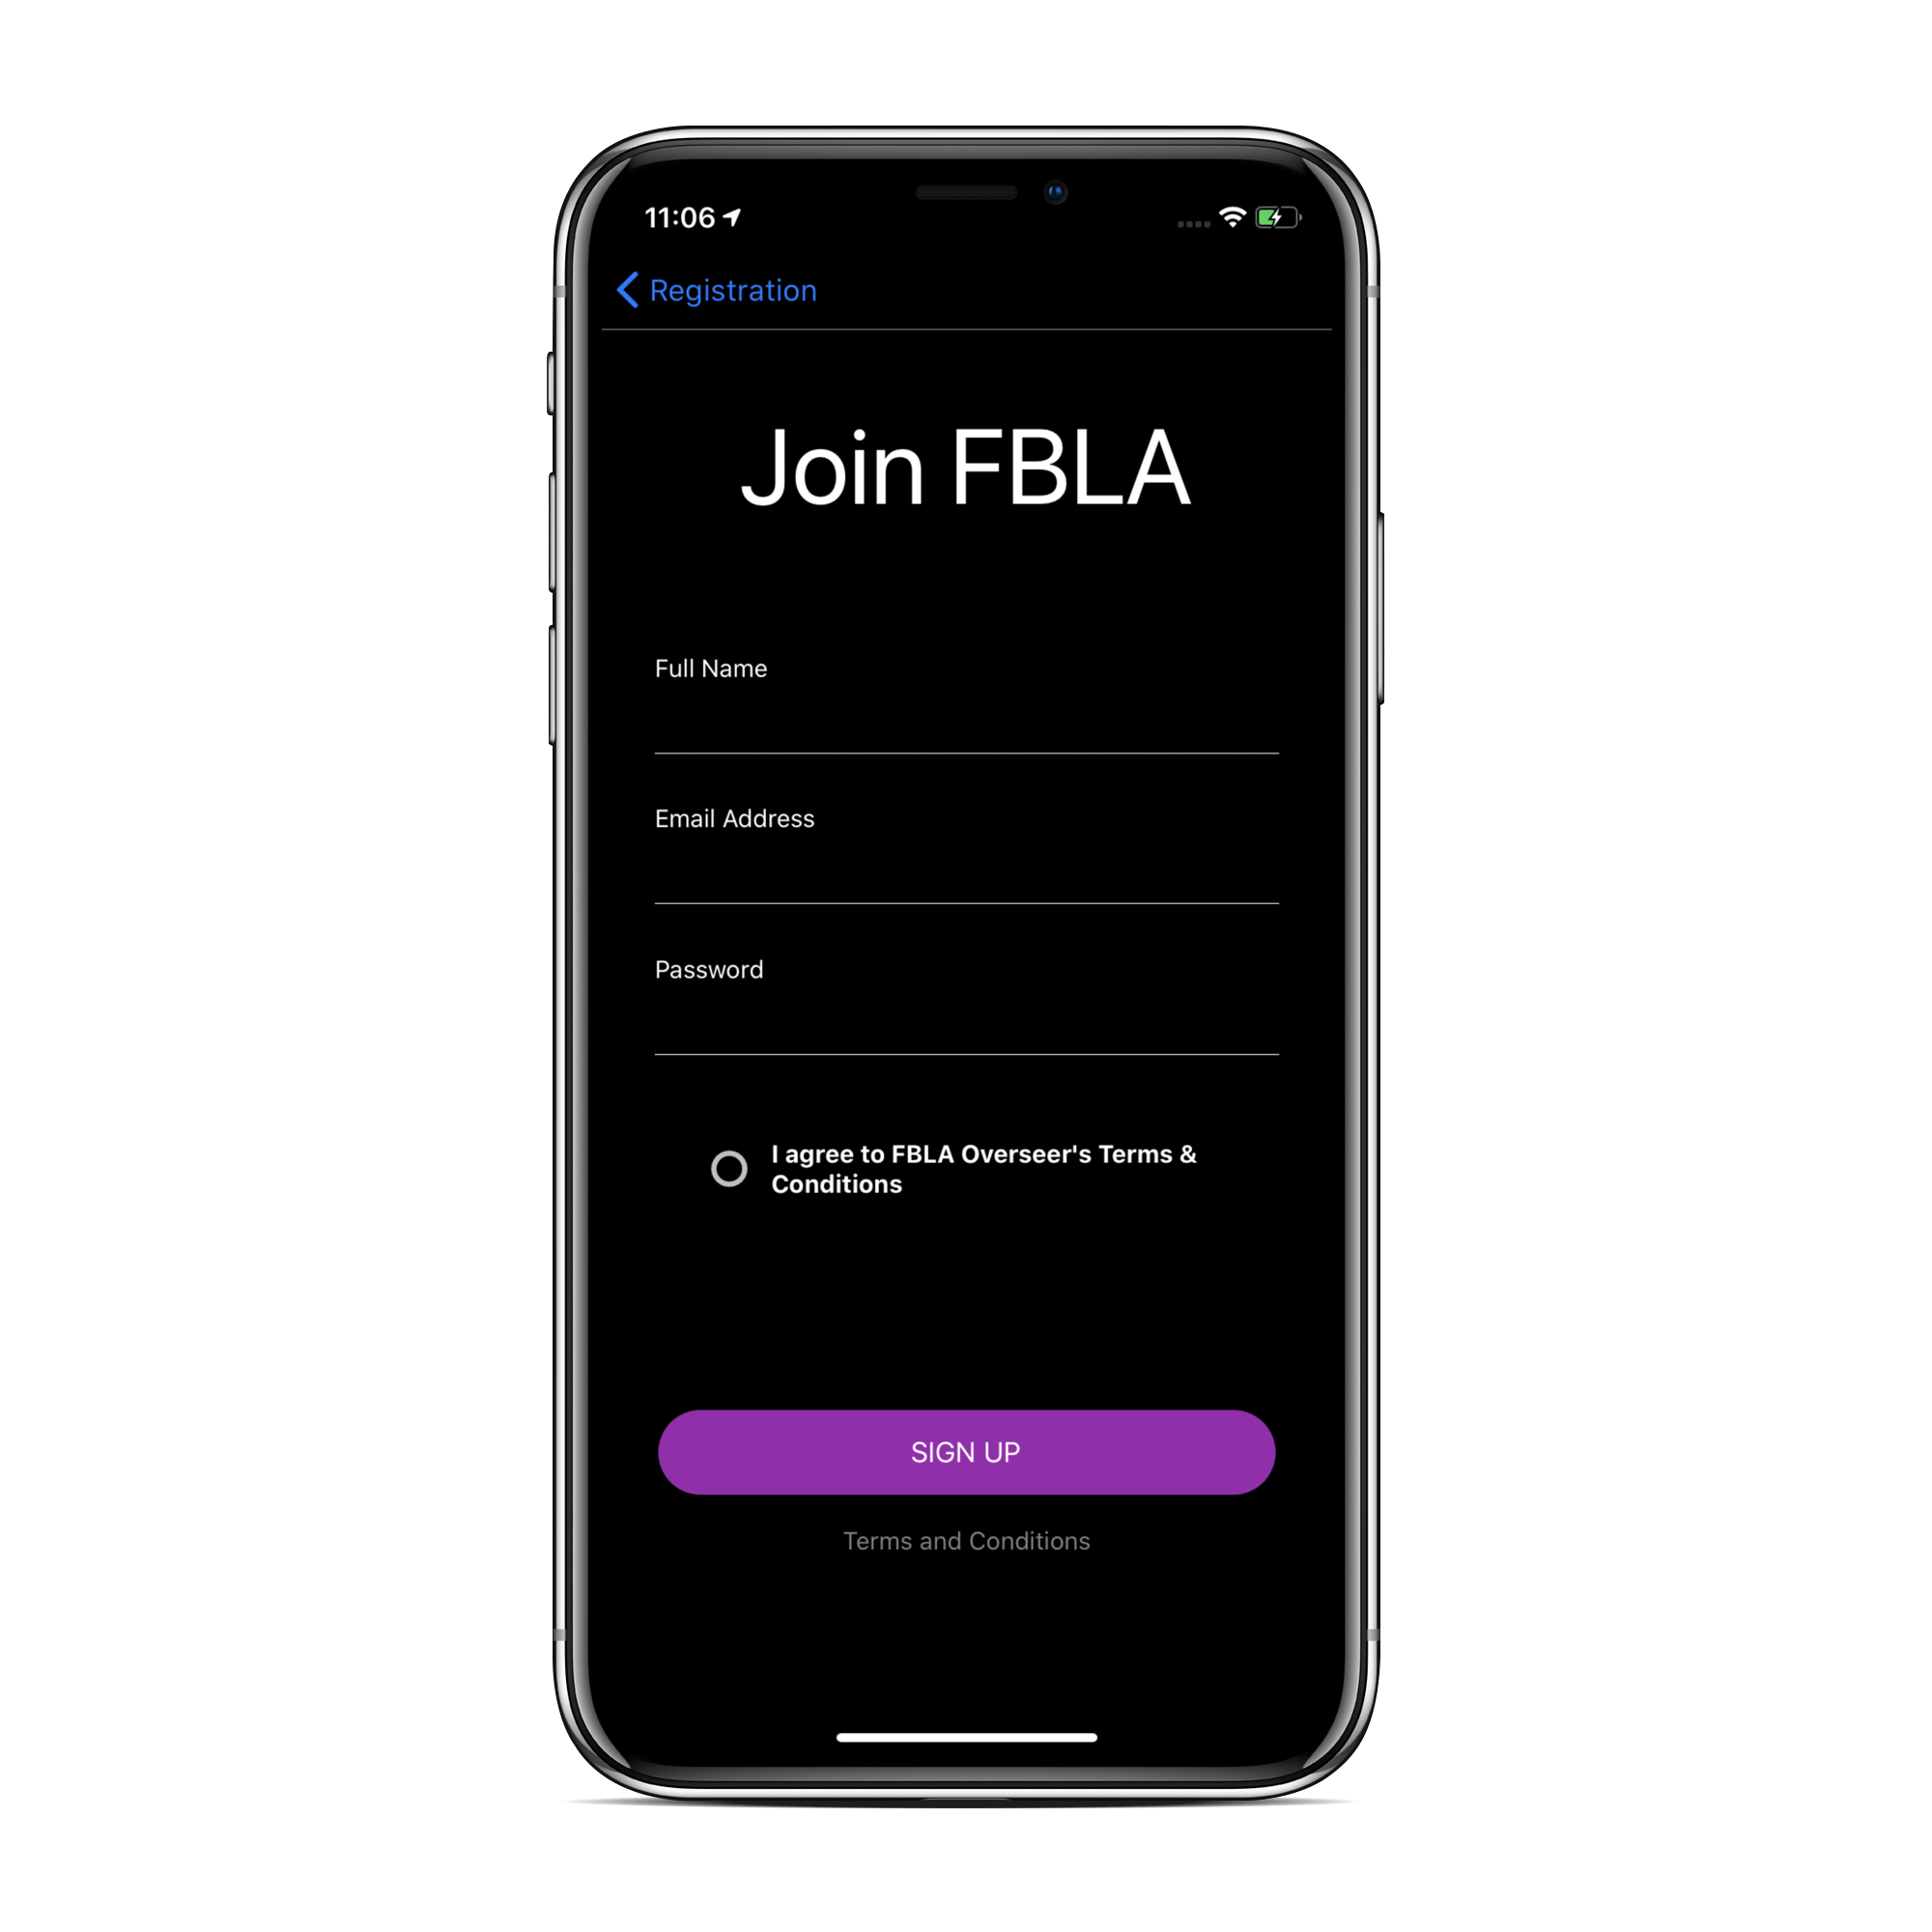 11:06
Registration
Join FBLA
Full Name
Email Address
Password
I agree to FBLA Overseer's Terms &
Conditions
SIGN UP
Terms and Conditions